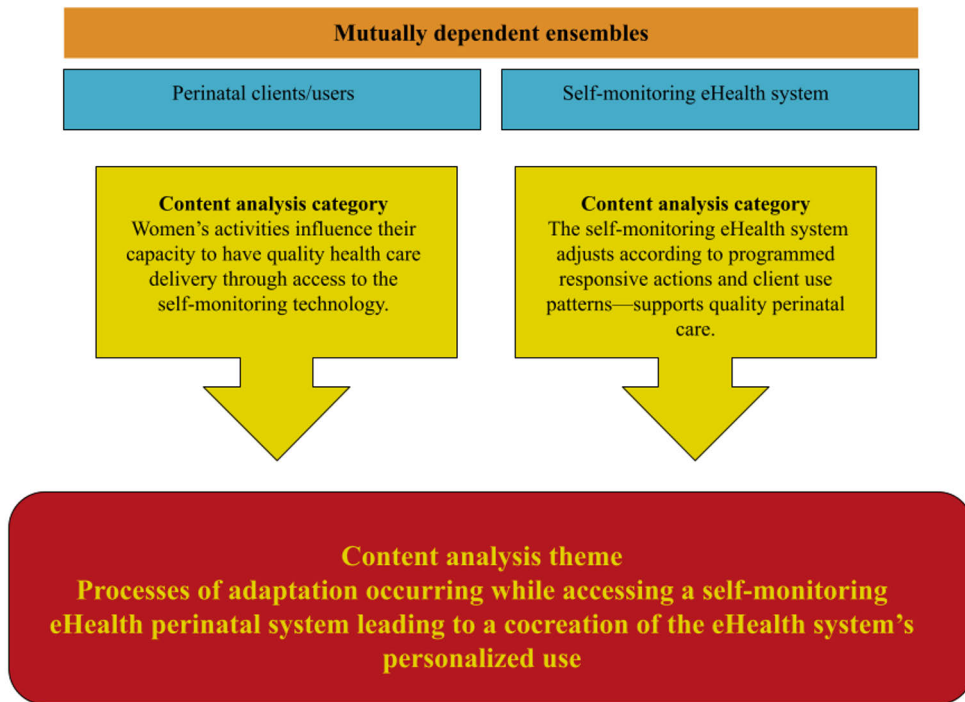 Mutually dependent ensembles
Perinatal clients/users
Self-monitoring eHealth system
Content analysis category
Women’s activities influence their
capacity to have quality health care
delivery through access to the
self-monitoring technology.
Content analysis category
The self-monitoring eHealth system
adjusts according to programmed
responsive actions and client use
patterns—supports quality perinatal
care.
Content analysis theme
Processes of adaptation occurring while accessing a self-monitoring
eHealth perinatal system leading to a cocreation of the eHealth system’s
personalized use